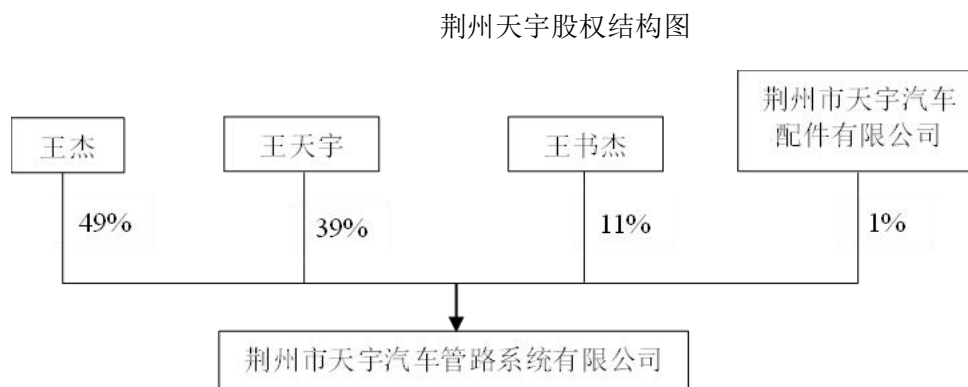 荆州天宇股权结构图
王杰
王天宇
王书杰
荆州市天宇汽车
配件有限公司
49%
39%
11%
1%
荆州市天宇汽车管路系统有限公司